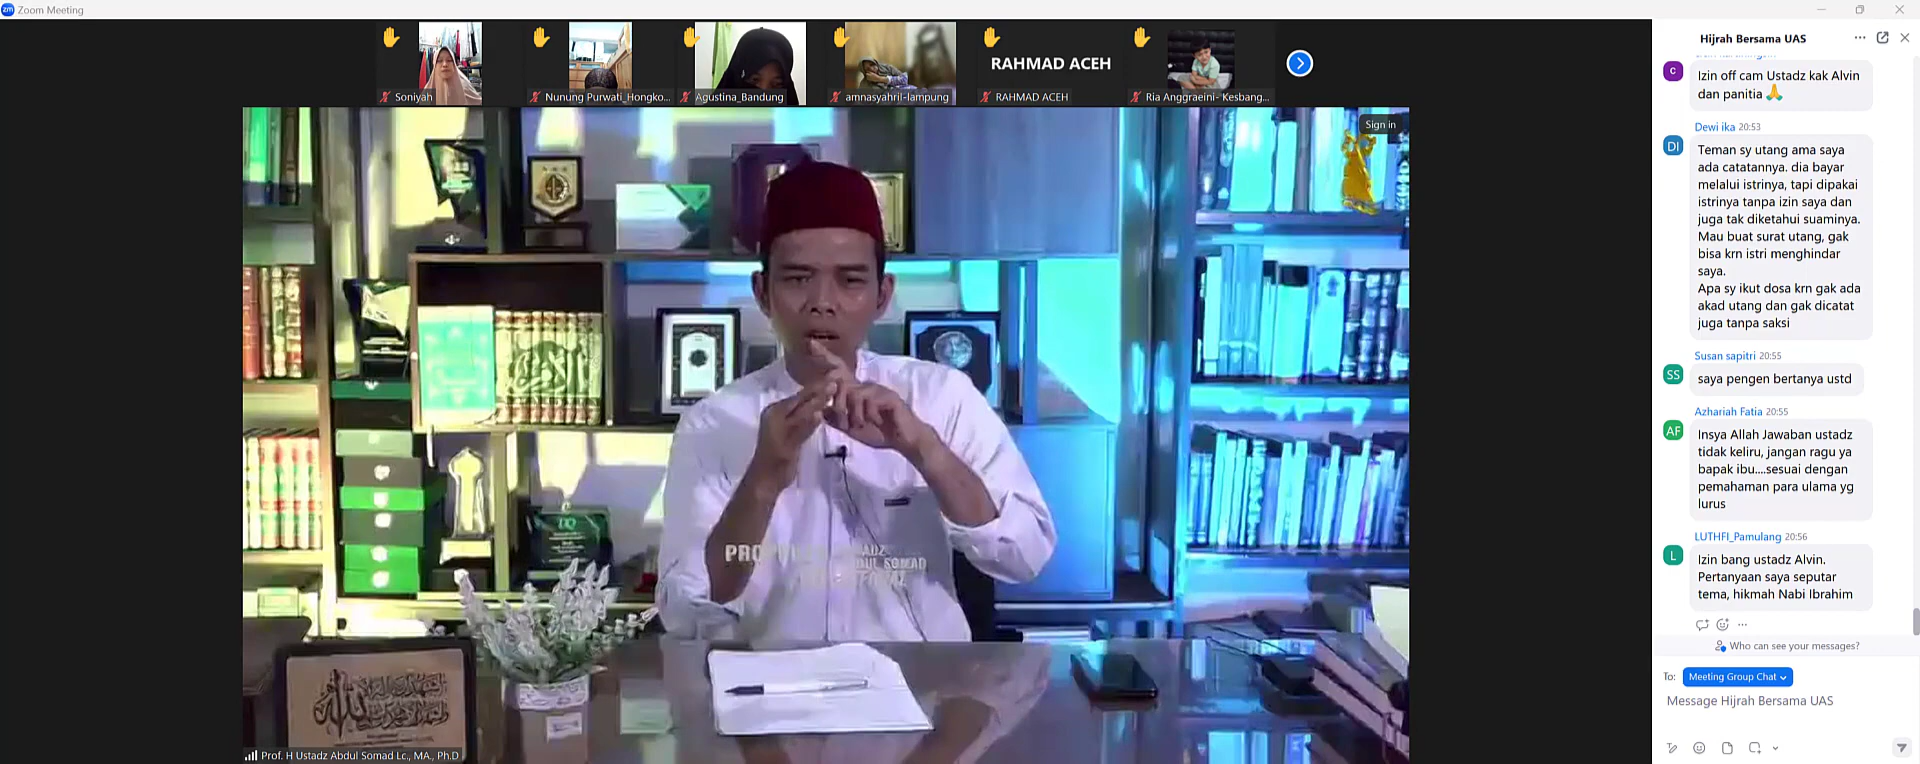 Zoom Meeting
Soniyah
Nunung Purwati_Hongko...
Agustina_Bandung
amnasyahril-lampung
RAHMAD ACEH
RAHMAD ACEH
Ria Anggraeini- Kesbang...
Sign in
Prof. H Ustadz Abdul Somad Lc., MA., Ph.D
Hijrah Bersama UAS
C
Izin off cam Ustadz kak Alvin
dan panitia 🙏
Dewi ika 20:53
DI
Teman sy utang ama saya
ada catatannya. dia bayar
melalui istrinya, tapi dipakai
istrinya tanpa izin saya dan
juga tak diketahui suaminya.
Mau buat surat utang, gak
bisa krn istri menghindar
saya.
Apa sy ikut dosa krn gak ada
akad utang dan gak dicatat
juga tanpa saksi
Susan sapitri 20:55
SS
saya pengen bertanya ustd
Azhariah Fatia 20:55
AF
Insya Allah Jawaban ustadz
tidak keliru, jangan ragu ya
bapak ibu....sesuai dengan
pemahaman para ulama yg
lurus
LUTHFI_Pamulang 20:56
L
Izin bang ustadz Alvin.
Pertanyaan saya seputar
tema, hikmah Nabi Ibrahim
Who can see your messages?
To: Meeting Group Chat
Message Hijrah Bersama UAS